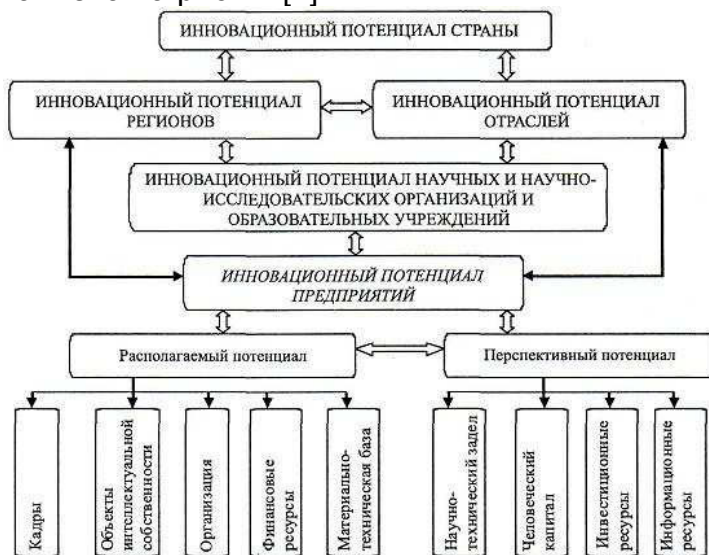 ИННОВАЦИОННЫЙ ПОТЕНЦИАЛ СТРАНЫ
ИННОВАЦИОННЫЙ ПОТЕНЦИАЛ
РЕГИОНОВ
ИННОВАЦИОННЫЙ ПОТЕНЦИАЛ
ОТРАСЛЕЙ
ИННОВАЦИОННЫЙ ПОТЕНЦИАЛ НАУЧНЫХ И НАУЧНО-
ИССЛЕДОВАТЕЛЬСКИХ ОРГАНИЗАЦИЙ И
ОБРАЗОВАТЕЛЬНЫХ УЧРЕЖДЕНИЙ
ИННОВАЦИОННЫЙ ПОТЕНЦИАЛ
ПРЕДПРИЯТИЙ
Располагаемый потенциал
Перспективный потенциал
Кадры
Объекты
интеллектуальной
собственности
Организация
Финансовые
ресурсы
Материально-
техническая база
Научно-
технический задел
Человеческий
капитал
Инвестиционные
ресурсы
Информационные
ресурсы